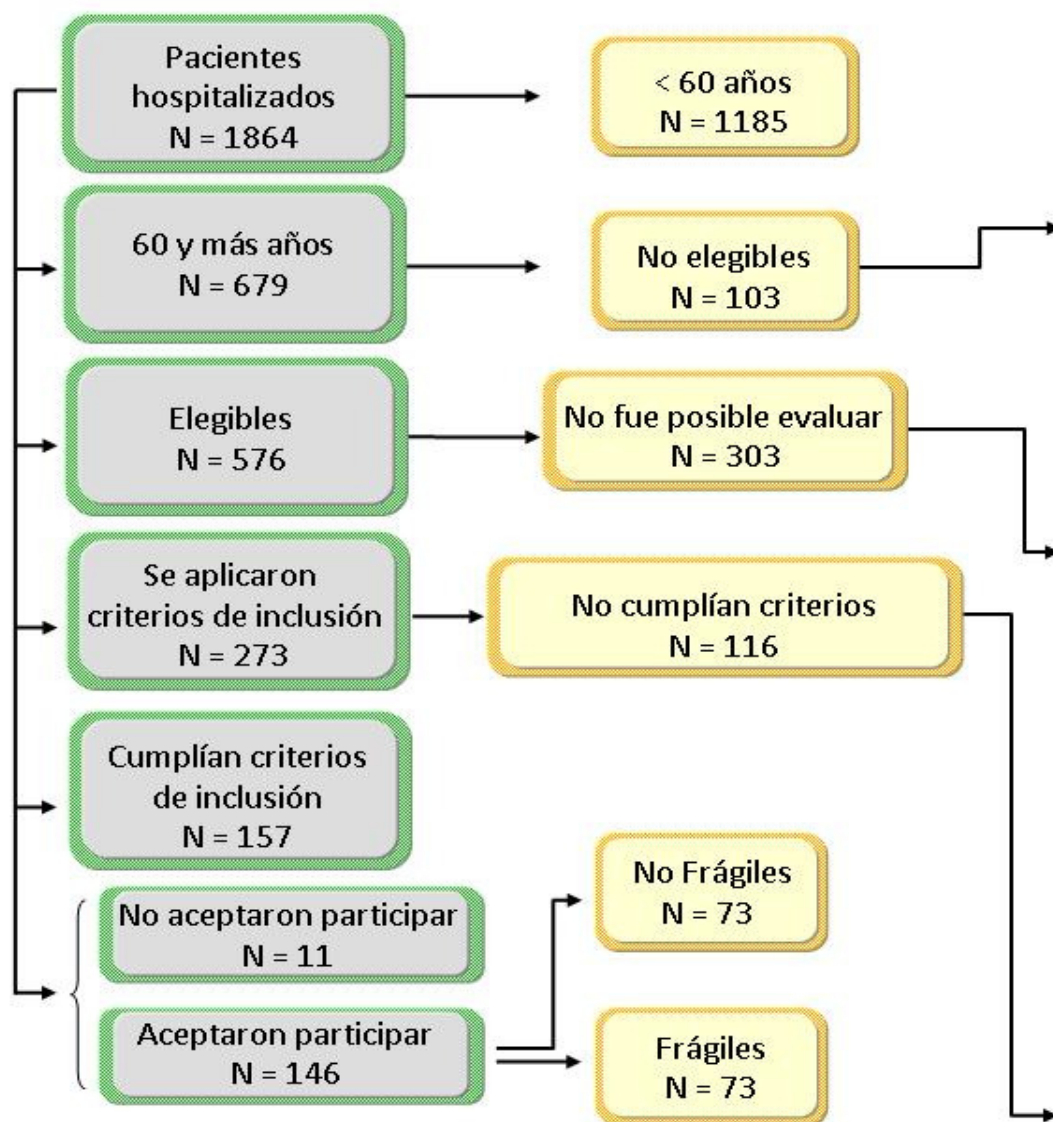 Pacientes
hospitalizados
N = 1864
< 60 años
N = 1185
60 y más años
N = 679
No elegibles
N = 103
Elegibles
N = 576
No fue posible evaluar
N = 303
Se aplicaron
criterios de inclusión
N = 273
No cumplían criterios
N = 116
Cumplían criterios
de inclusión
N = 157
No aceptaron participar
N = 11
Aceptaron participar
N = 146
No Frágiles
N = 73
Frágiles
N = 73